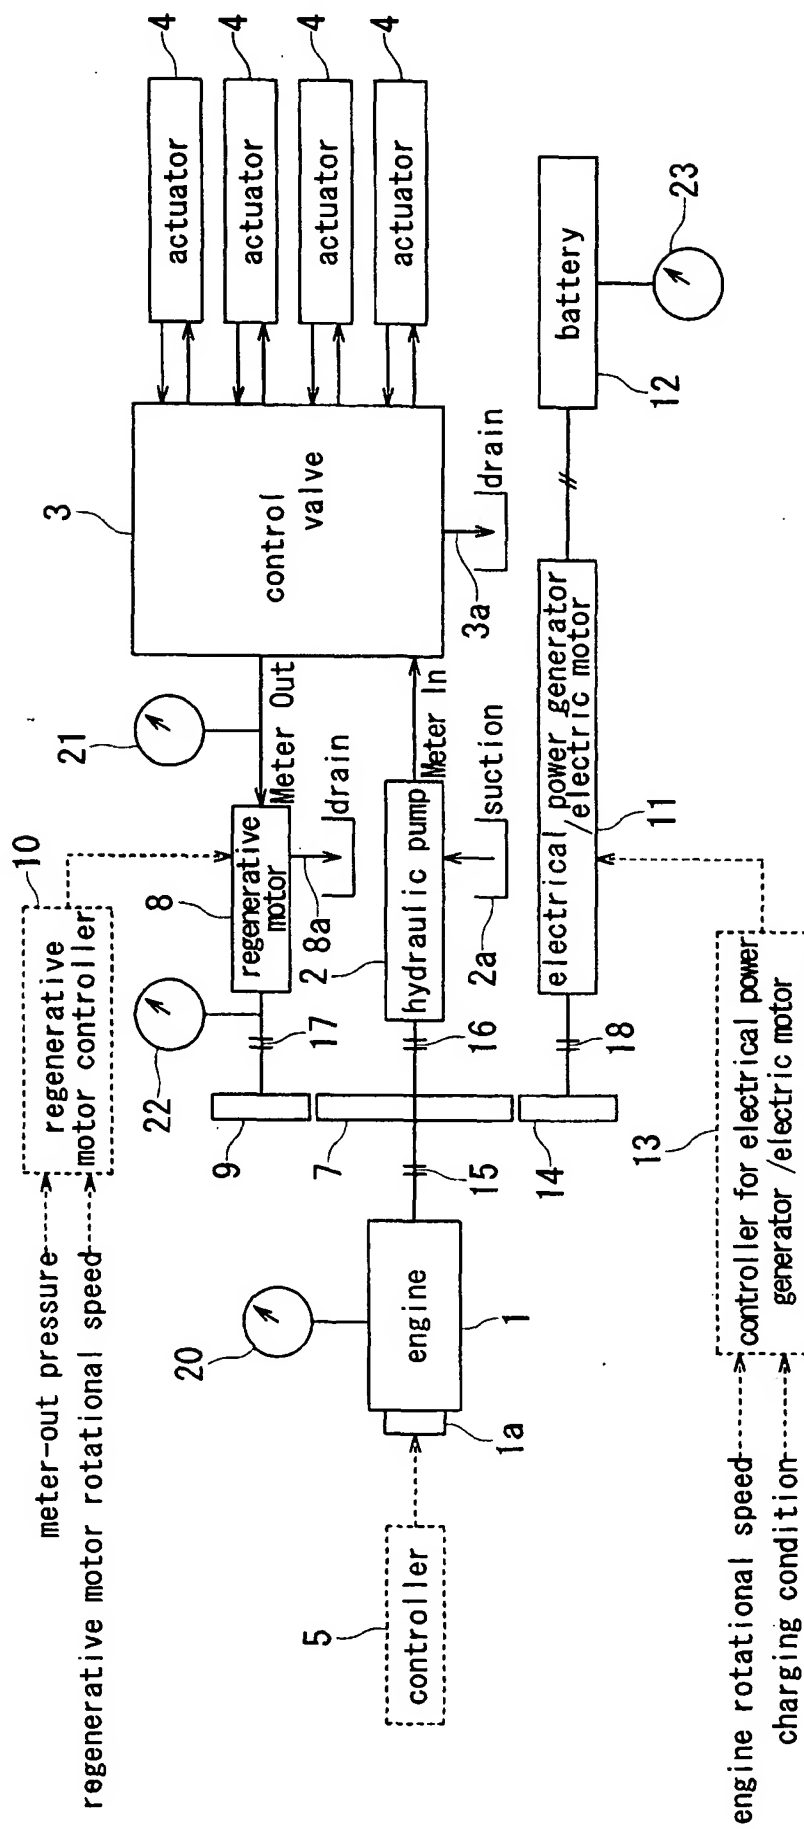 meter-out pressure
regenerative motor rotational speed
10
regenerative
motor controller
21
22
8
regenerative
motor
Meter Out
8a
drain
17
9
3
control
valve
3a
drain
4
actuator
4
actuator
4
actuator
4
actuator
20
engine
1
1a
5
controller
7
15
16
2
hydraulic pump
Meter In
2a
suction
14
18
electrical power generator
/electric motor
11
battery
12
23
13
controller for electrical power
generator /electric motor
engine rotational speed
charging condition